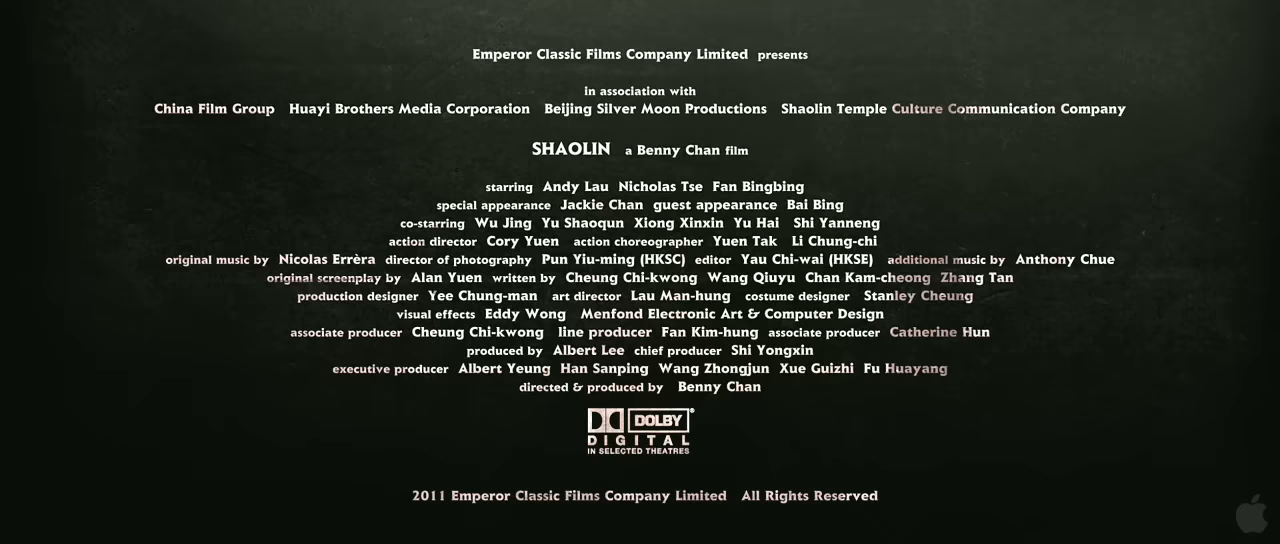 Emperor Classic Films Company Limited presents
in association with
China Film Group Huayi Brothers Media Corporation Beijing Silver Moon Productions Shaolin Temple Culture Communication Company
SHAOLIN a Benny Chan film
starring Andy Lau Nicholas Tse Fan Bingbing
special appearance Jackie Chan guest appearance Bai Bing
co-starring Wu Jing Yu Shaoqun Xiong Xinxin Yu Hai Shi Yanneng
action director Cory Yuen action choreographer Yuen Tak Li Chung-chi
original music by Nicolas Errèra director of photography Pun Yiu-ming (HKSC) editor Yau Chi-wai (HKSE) additional music by Anthony Chue
original screenplay by Alan Yuen written by Cheung Chi-kwong Wang Qiuyu Chan Kam-cheong Zhang Tan
production designer Yee Chung-man art director Lau Man-hung costume designer Stanley Cheung
visual effects Eddy Wong Menfond Electronic Art & Computer Design
associate producer Cheung Chi-kwong line producer Fan Kim-hung associate producer Catherine Hun
produced by Albert Lee chief producer Shi Yongxin
executive producer Albert Yeung Han Sanping Wang Zhongjun Xue Guizhi Fu Huayang
directed & produced by Benny Chan
DOLBY®
DIGITAL
IN SELECTED THEATRES
2011 Emperor Classic Films Company Limited All Rights Reserved